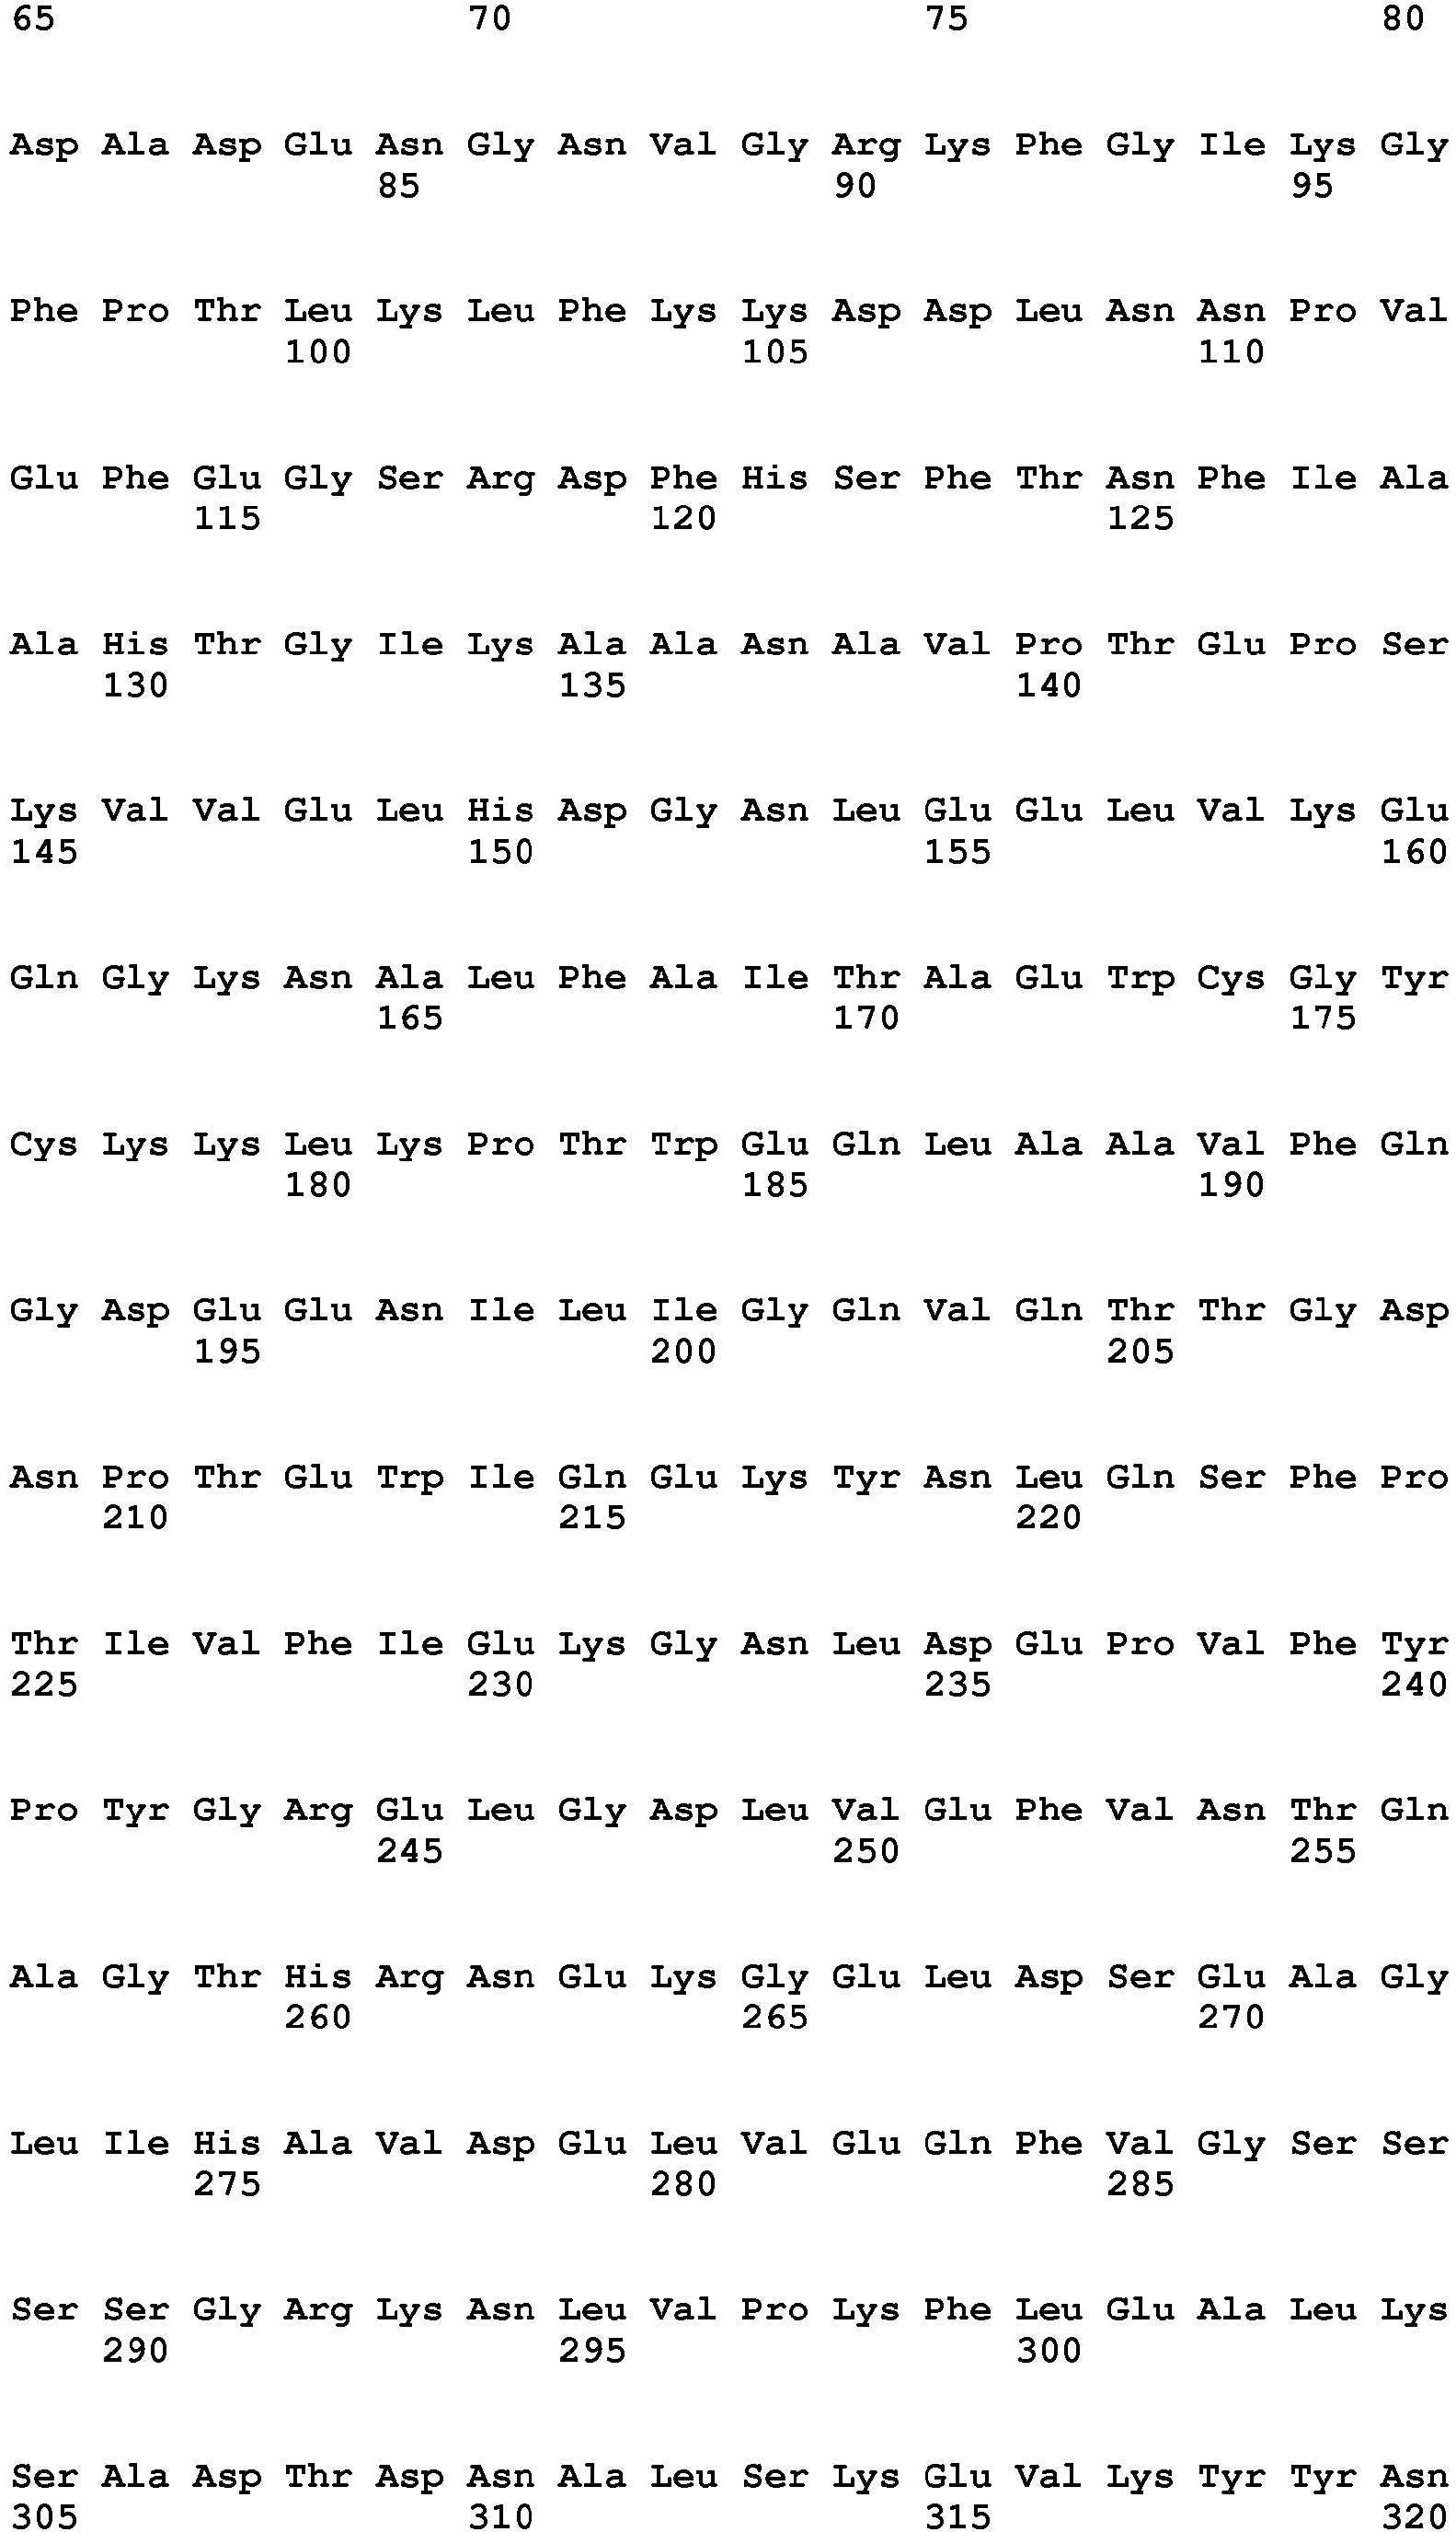 65 70 75 80
Asp Ala Asp Glu Asn Gly Asn Val Gly Arg Lys Phe Gly Ile Lys Gly
85 90 95
Phe Pro Thr Leu Lys Leu Phe Lys Lys Asp Asp Leu Asn Asn Pro Val
100 105 110
Glu Phe Glu Gly Ser Arg Asp Phe His Ser Phe Thr Asn Phe Ile Ala
115 120 125
Ala His Thr Gly Ile Lys Ala Ala Asn Ala Val Pro Thr Glu Pro Ser
130 135 140
Lys Val Val Glu Leu His Asp Gly Asn Leu Glu Glu Leu Val Lys Glu
145 150 155 160
Gln Gly Lys Asn Ala Leu Phe Ala Ile Thr Ala Glu Trp Cys Gly Tyr
165 170 175
Cys Lys Lys Leu Lys Pro Thr Trp Glu Gln Leu Ala Ala Val Phe Gln
180 185 190
Gly Asp Glu Glu Asn Ile Leu Ile Gly Gln Val Gln Thr Thr Gly Asp
195 200 205
Asn Pro Thr Glu Trp Ile Gln Glu Lys Tyr Asn Leu Gln Ser Phe Pro
210 215 220
Thr Ile Val Phe Ile Glu Lys Gly Asn Leu Asp Glu Pro Val Phe Tyr
225 230 235 240
Pro Tyr Gly Arg Glu Leu Gly Asp Leu Val Glu Phe Val Asn Thr Gln
245 250 255
Ala Gly Thr His Arg Asn Glu Lys Gly Glu Leu Asp Ser Glu Ala Gly
260 265 270
Leu Ile His Ala Val Asp Glu Leu Val Glu Gln Phe Val Gly Ser Ser
275 280 285
Ser Ser Gly Arg Lys Asn Leu Val Pro Lys Phe Leu Glu Ala Leu Lys
290 295 300
Ser Ala Asp Thr Asp Asn Ala Leu Ser Lys Glu Val Lys Tyr Tyr Asn
305 310 315 320